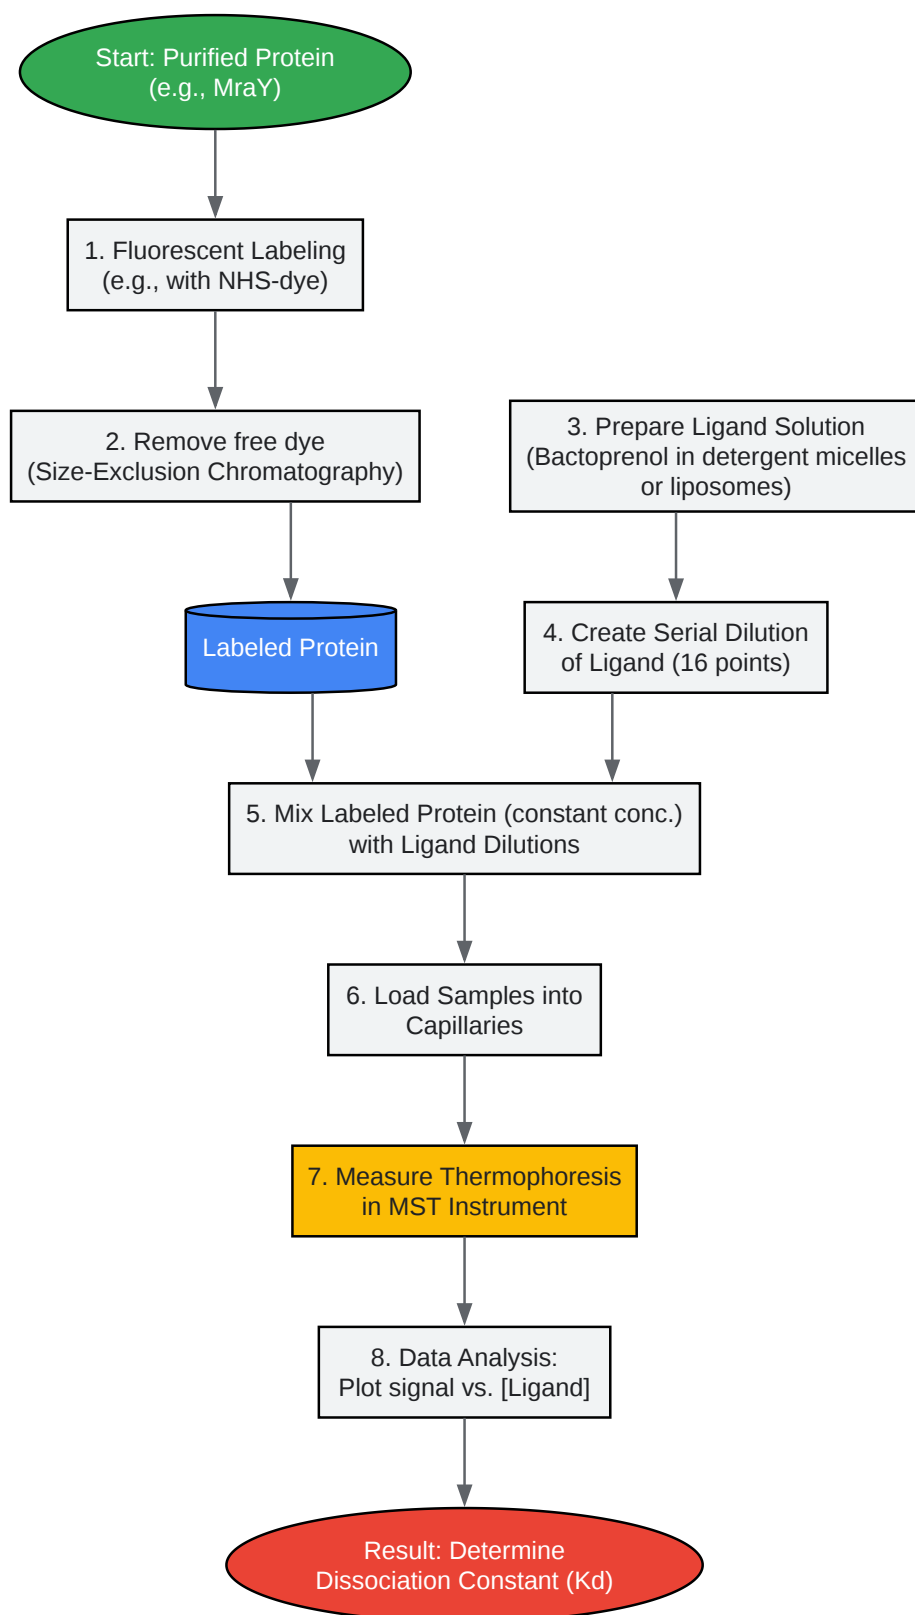 Start: Purified Protein
(e.g., MraY)
1. Fluorescent Labeling
(e.g., with NHS-dye)
2. Remove free dye
(Size-Exclusion Chromatography)
3. Prepare Ligand Solution
(Bactoprenol in detergent micelles
or liposomes)
Labeled Protein
4. Create Serial Dilution
of Ligand (16 points)
5. Mix Labeled Protein (constant conc.)
with Ligand Dilutions
6. Load Samples into
Capillaries
7. Measure Thermophoresis
in MST Instrument
8. Data Analysis:
Plot signal vs. [Ligand]
Result: Determine
Dissociation Constant (Kd)